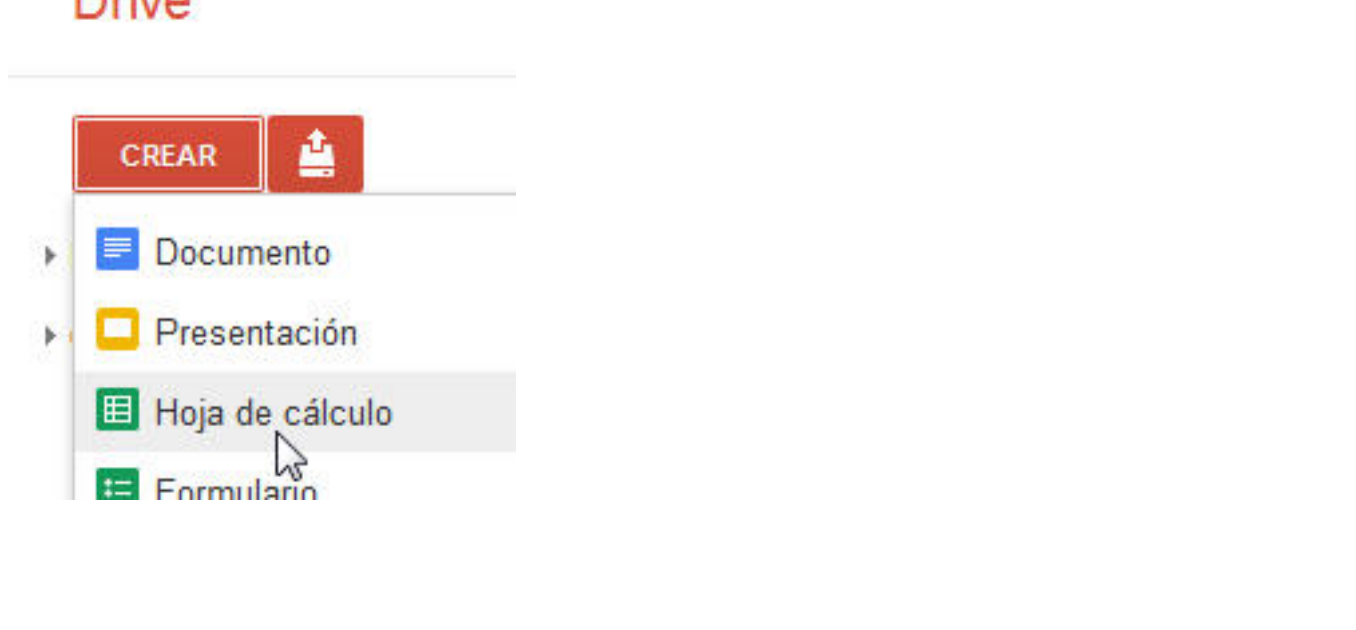 Drive
CREAR
Documento
Presentación
Hoja de cálculo
Formulario